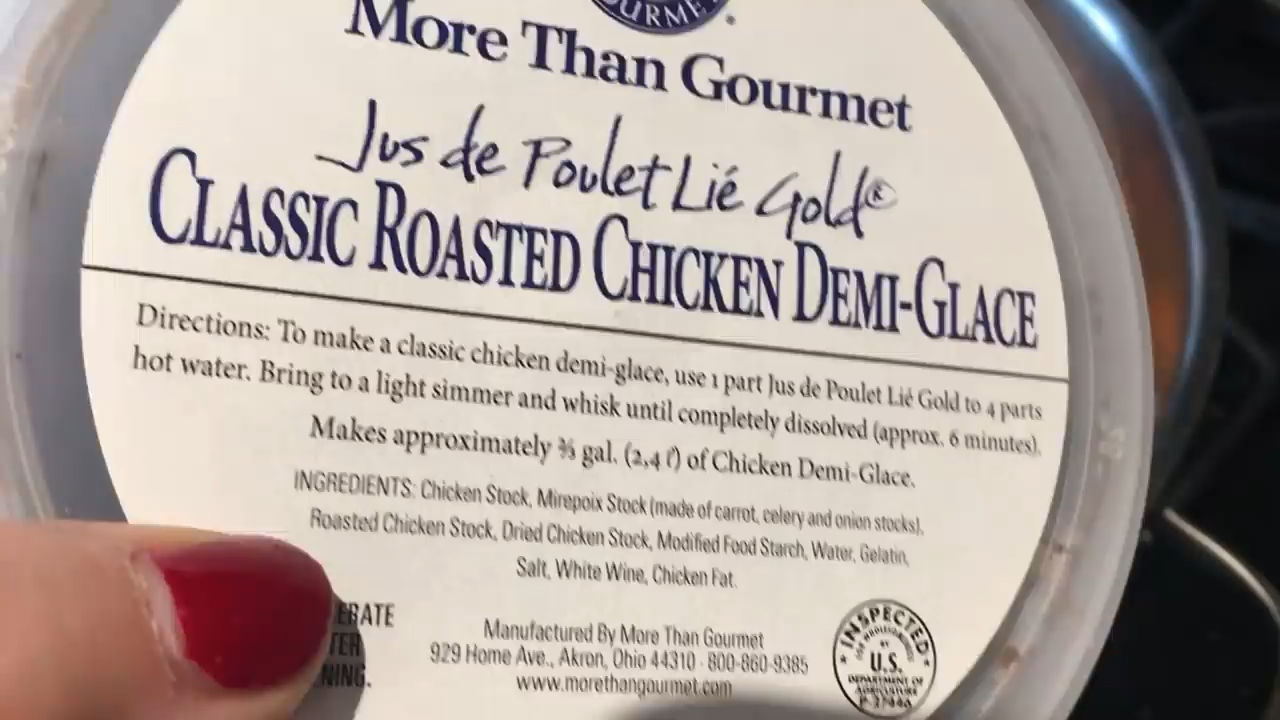 OURMET
More Than Gourmet
Jus de Poulet Lié Gold®
CLASSIC ROASTED CHICKEN DEMI-GLACE
Directions: To make a classic chicken demi-glace, use 1 part Jus de Poulet Lié Gold to 4 parts
hot water. Bring to a light simmer and whisk until completely dissolved (approx. 6 minutes).
Makes approximately ⅔ gal. (2,4 ℓ) of Chicken Demi-Glace.
INGREDIENTS: Chicken Stock, Mirepoix Stock (made of carrot, celery and onion stocks),
Roasted Chicken Stock, Dried Chicken Stock, Modified Food Starch, Water, Gelatin,
Salt, White Wine, Chicken Fat.
ERATE
TER
NING.
Manufactured By More Than Gourmet
929 Home Ave., Akron, Ohio 44310 · 800-860-9385
www.morethangourmet.com
INSPECTED
FOR WHOLESOMENESS
BY
U.S.
DEPARTMENT OF
AGRICULTURE